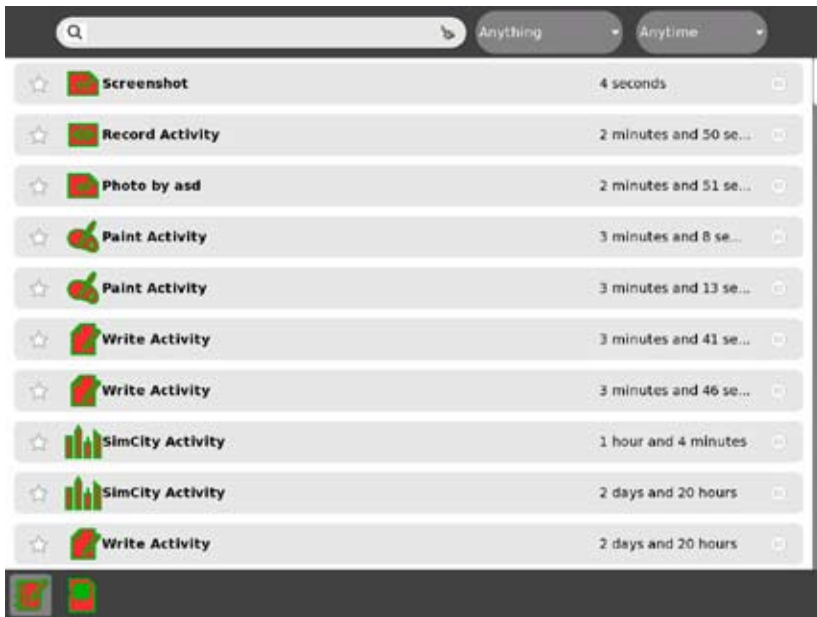 Anything Anytime
Screenshot 4 seconds
Record Activity 2 minutes and 50 se...
Photo by asd 2 minutes and 51 se...
Paint Activity 3 minutes and 8 se...
Paint Activity 3 minutes and 13 se...
Write Activity 3 minutes and 41 se...
Write Activity 3 minutes and 46 se...
SimCity Activity 1 hour and 4 minutes
SimCity Activity 2 days and 20 hours
Write Activity 2 days and 20 hours